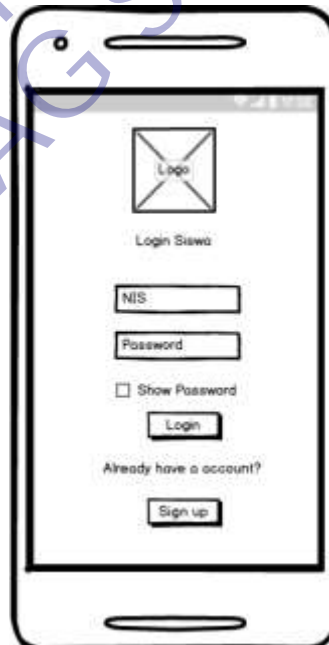 Logo
Login Siswa
NIS
Password
Show Password
Login
Already have a account?
Sign up